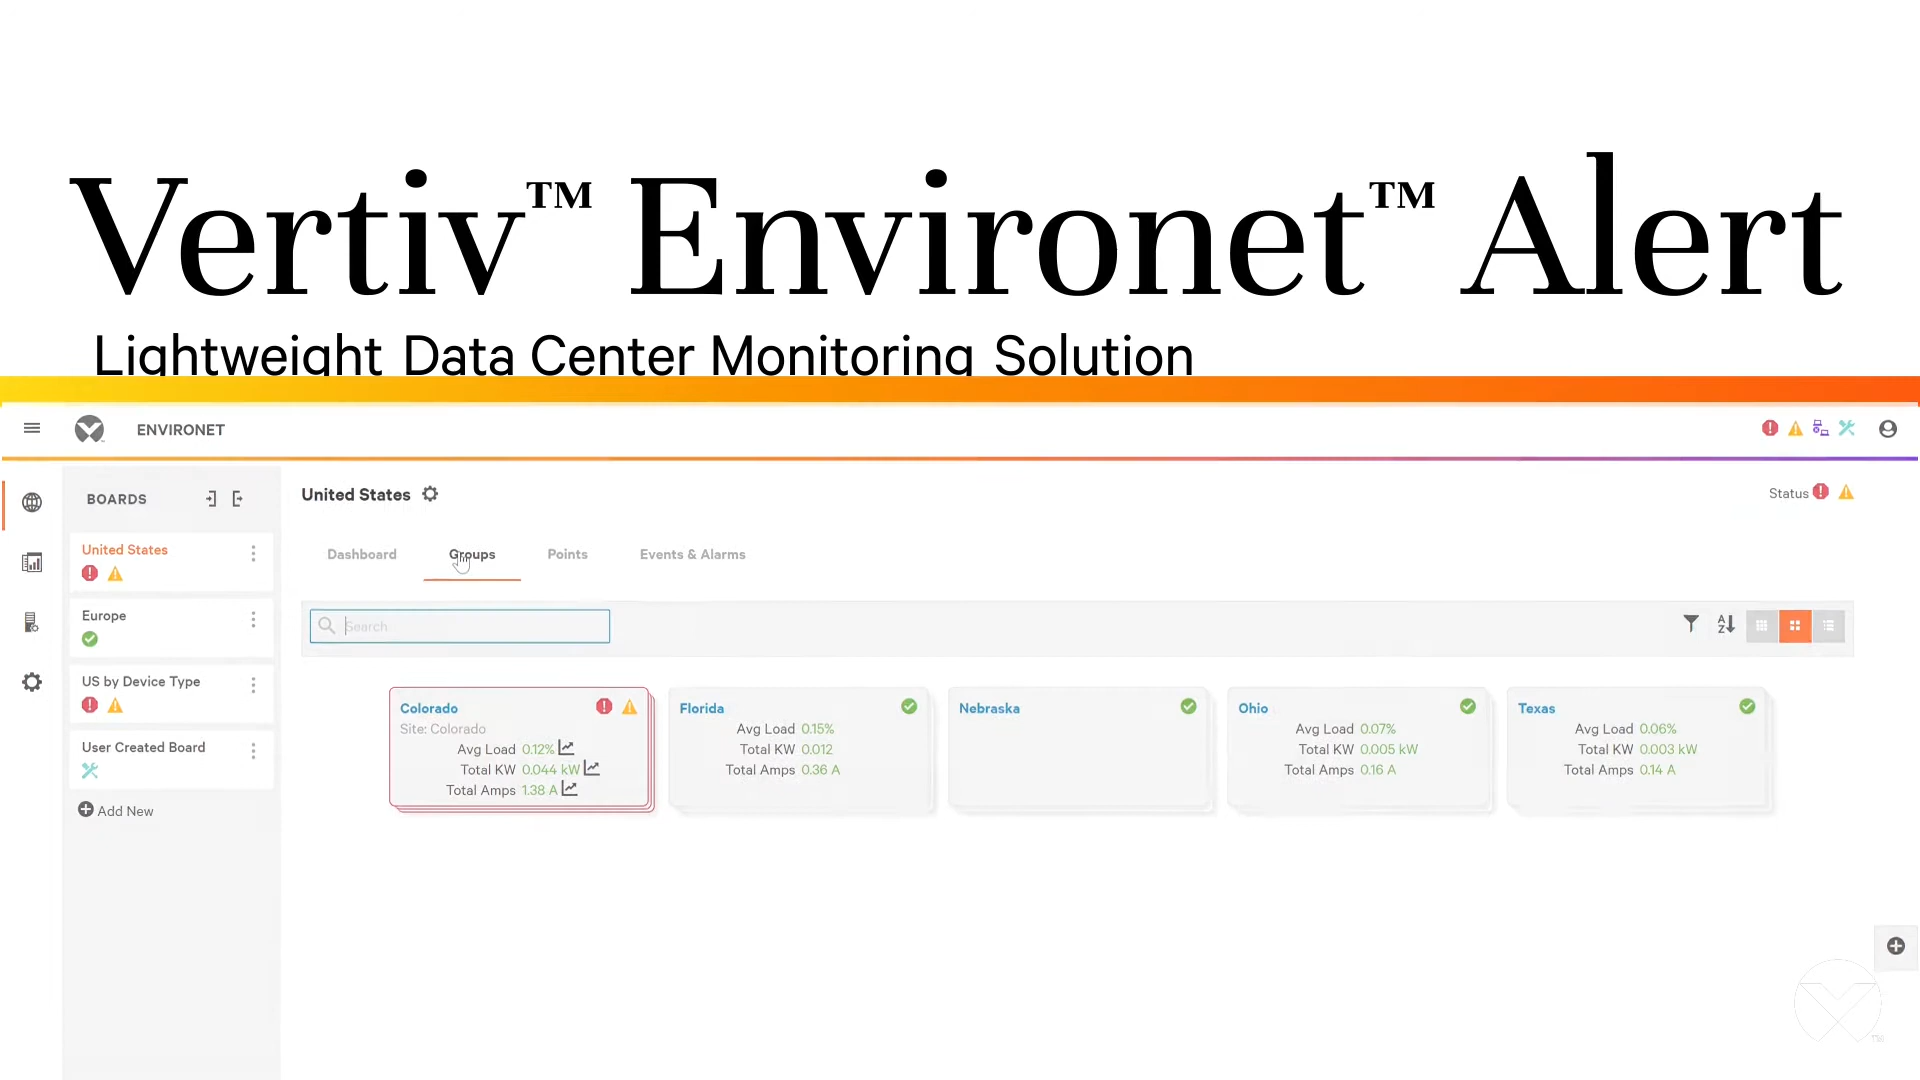 Vertiv™ Environet™ Alert
Lightweight Data Center Monitoring Solution
ENVIRONET
BOARDS
United States
Europe
US by Device Type
User Created Board
Add New
United States
Status
Dashboard
Groups
Points
Events & Alarms
Search
Colorado
Site: Colorado
Avg Load 0.12%
Total KW 0.044 kW
Total Amps 1.38 A
Florida
Avg Load 0.15%
Total KW 0.012
Total Amps 0.36 A
Nebraska
Ohio
Avg Load 0.07%
Total KW 0.005 kW
Total Amps 0.16 A
Texas
Avg Load 0.06%
Total KW 0.003 kW
Total Amps 0.14 A